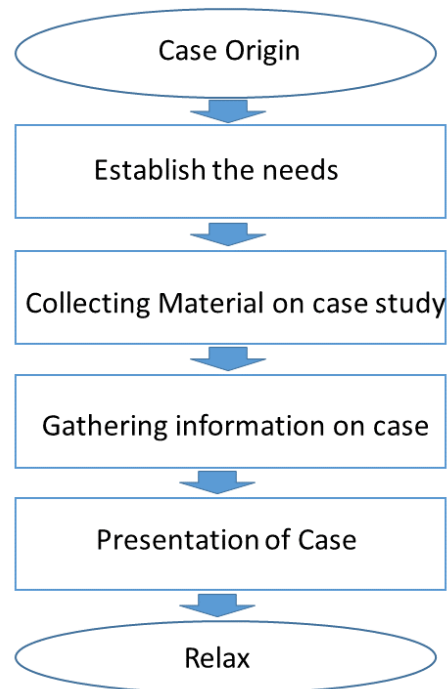 Case Origin
Establish the needs
Collecting Material on case study
Gathering information on case
Presentation of Case
Relax